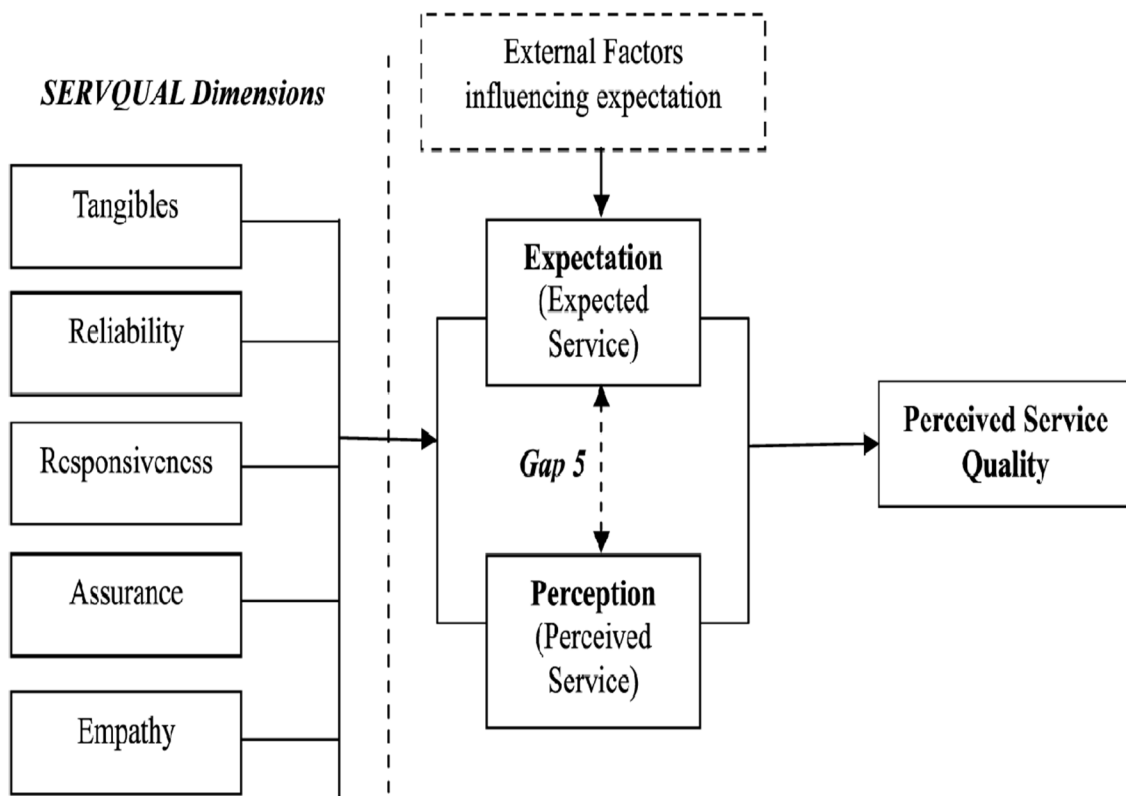 SERVQUAL Dimensions
Tangibles
Reliability
Responsiveness
Assurance
Empathy
External Factors
influencing expectation
Expectation
(Expected
Service)
Gap 5
Perception
(Perceived
Service)
Perceived Service
Quality